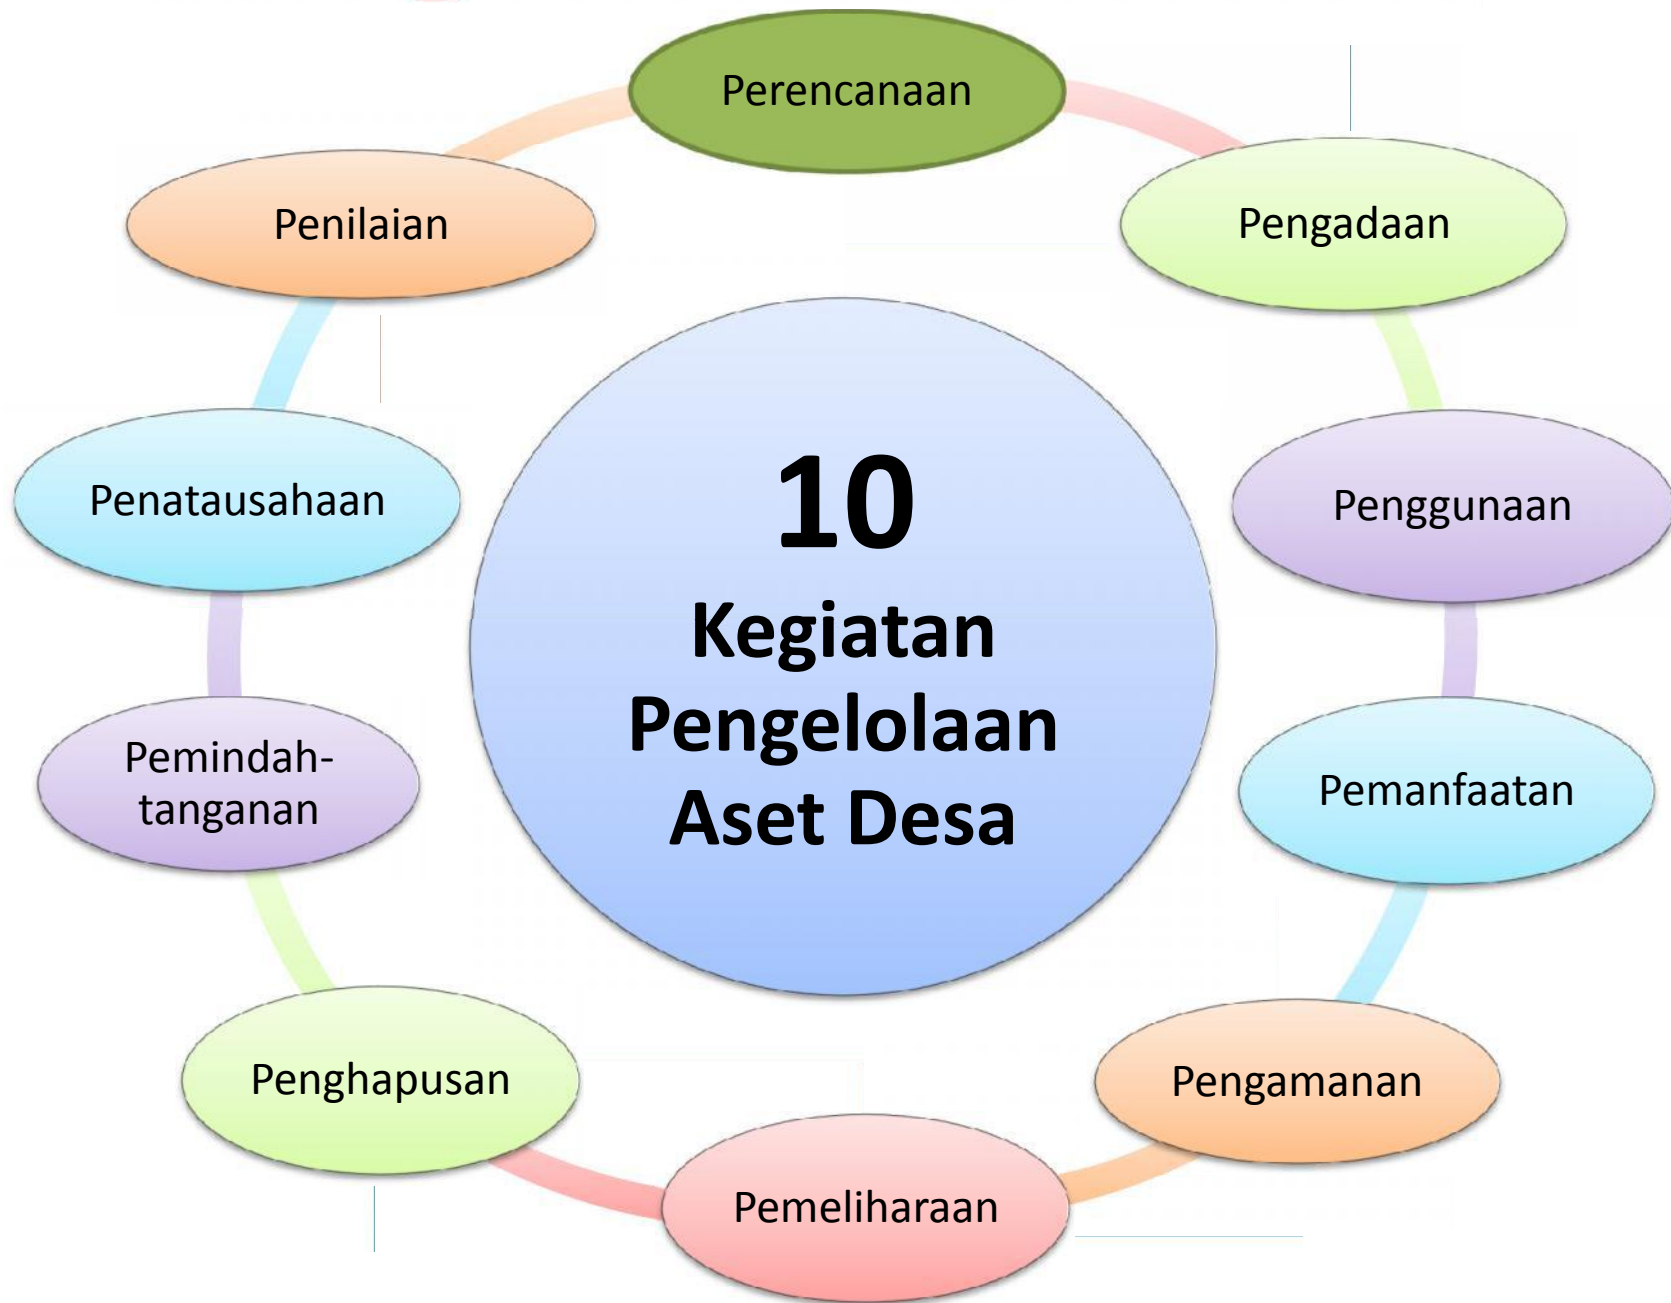 Perencanaan
Pengadaan
Penggunaan
Pemanfaatan
Pengamanan
Pemeliharaan
Penghapusan
Pemindah-
tanganan
Penatausahaan
Penilaian
10
Kegiatan
Pengelolaan
Aset Desa